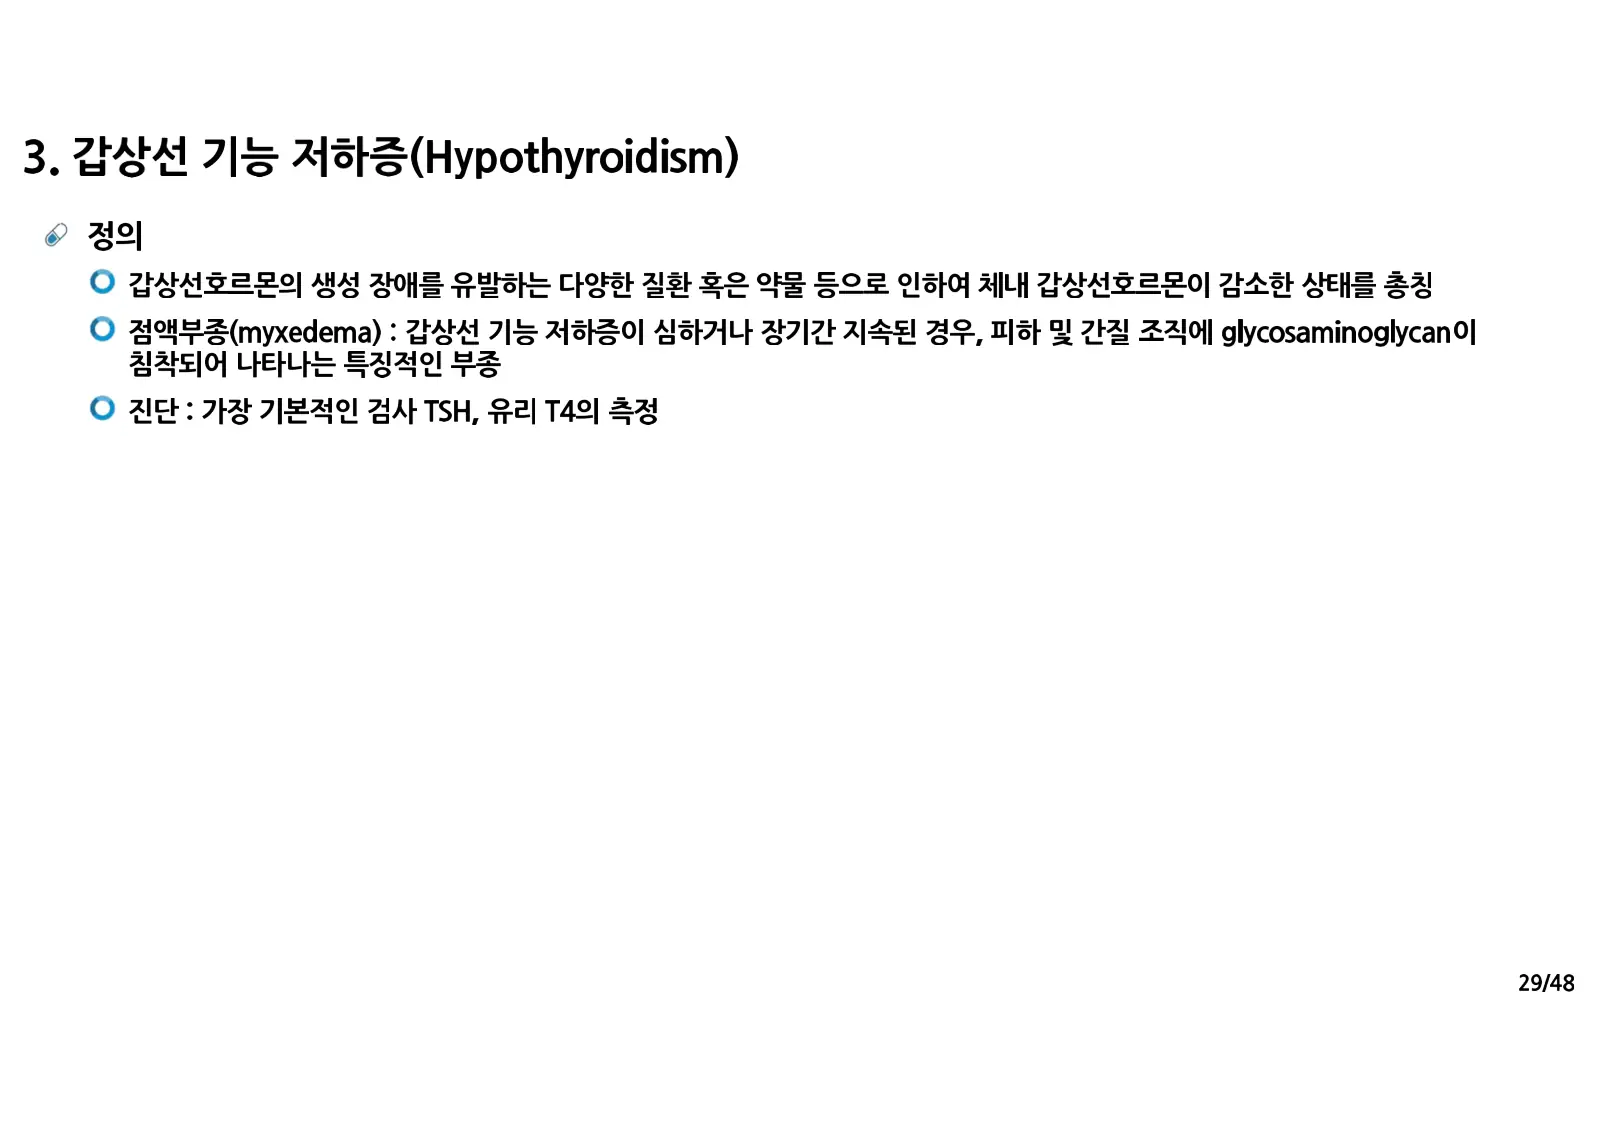 3. 갑상선 기능 저하증(Hypothyroidism)
정의
갑상선호르몬의 생성 장애를 유발하는 다양한 질환 혹은 약물 등으로 인하여 체내 갑상선호르몬이 감소한 상태를 총칭
점액부종(myxedema) : 갑상선 기능 저하증이 심하거나 장기간 지속된 경우, 피하 및 간질 조직에 glycosaminoglycan이
침착되어 나타나는 특징적인 부종
진단 : 가장 기본적인 검사 TSH, 유리 T4의 측정
29/48